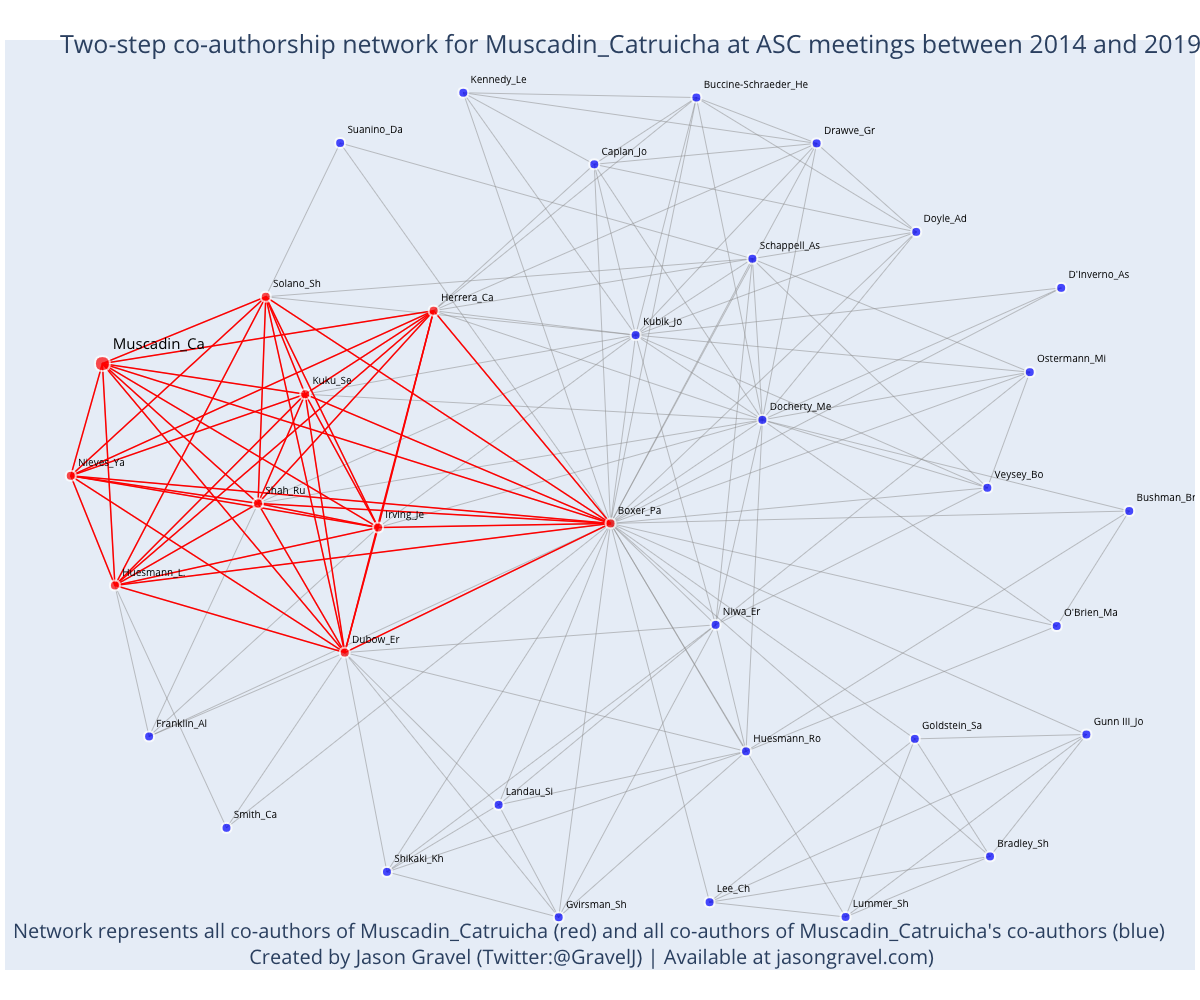 Two-step co-authorship network for Muscadin_Catruicha at ASC meetings between 2014 and 2019
Kennedy_Le
Buccine-Schraeder_He
Suanino_Da
Drawve_Gr
Caplan_Jo
Doyle_Ad
Schappell_As
D'Inverno_As
Solano_Sh
Herrera_Ca
Kubik_Jo
Muscadin_Ca
Ostermann_Mi
Kuku_Se
Docherty_Me
Nieves_Ya
Veysey_Bo
Shah_Ru
Bushman_Br
Irving_Je
Boxer_Pa
Huesmann_L.
O'Brien_Ma
Niwa_Er
Dubow_Er
Franklin_Al
Goldstein_Sa
Gunn III_Jo
Huesmann_Ro
Landau_Si
Smith_Ca
Bradley_Sh
Shikaki_Kh
Lee_Ch
Gvirsman_Sh
Lummer_Sh
Network represents all co-authors of Muscadin_Catruicha (red) and all co-authors of Muscadin_Catruicha's co-authors (blue)
Created by Jason Gravel (Twitter:@GravelJ) | Available at jasongravel.com)